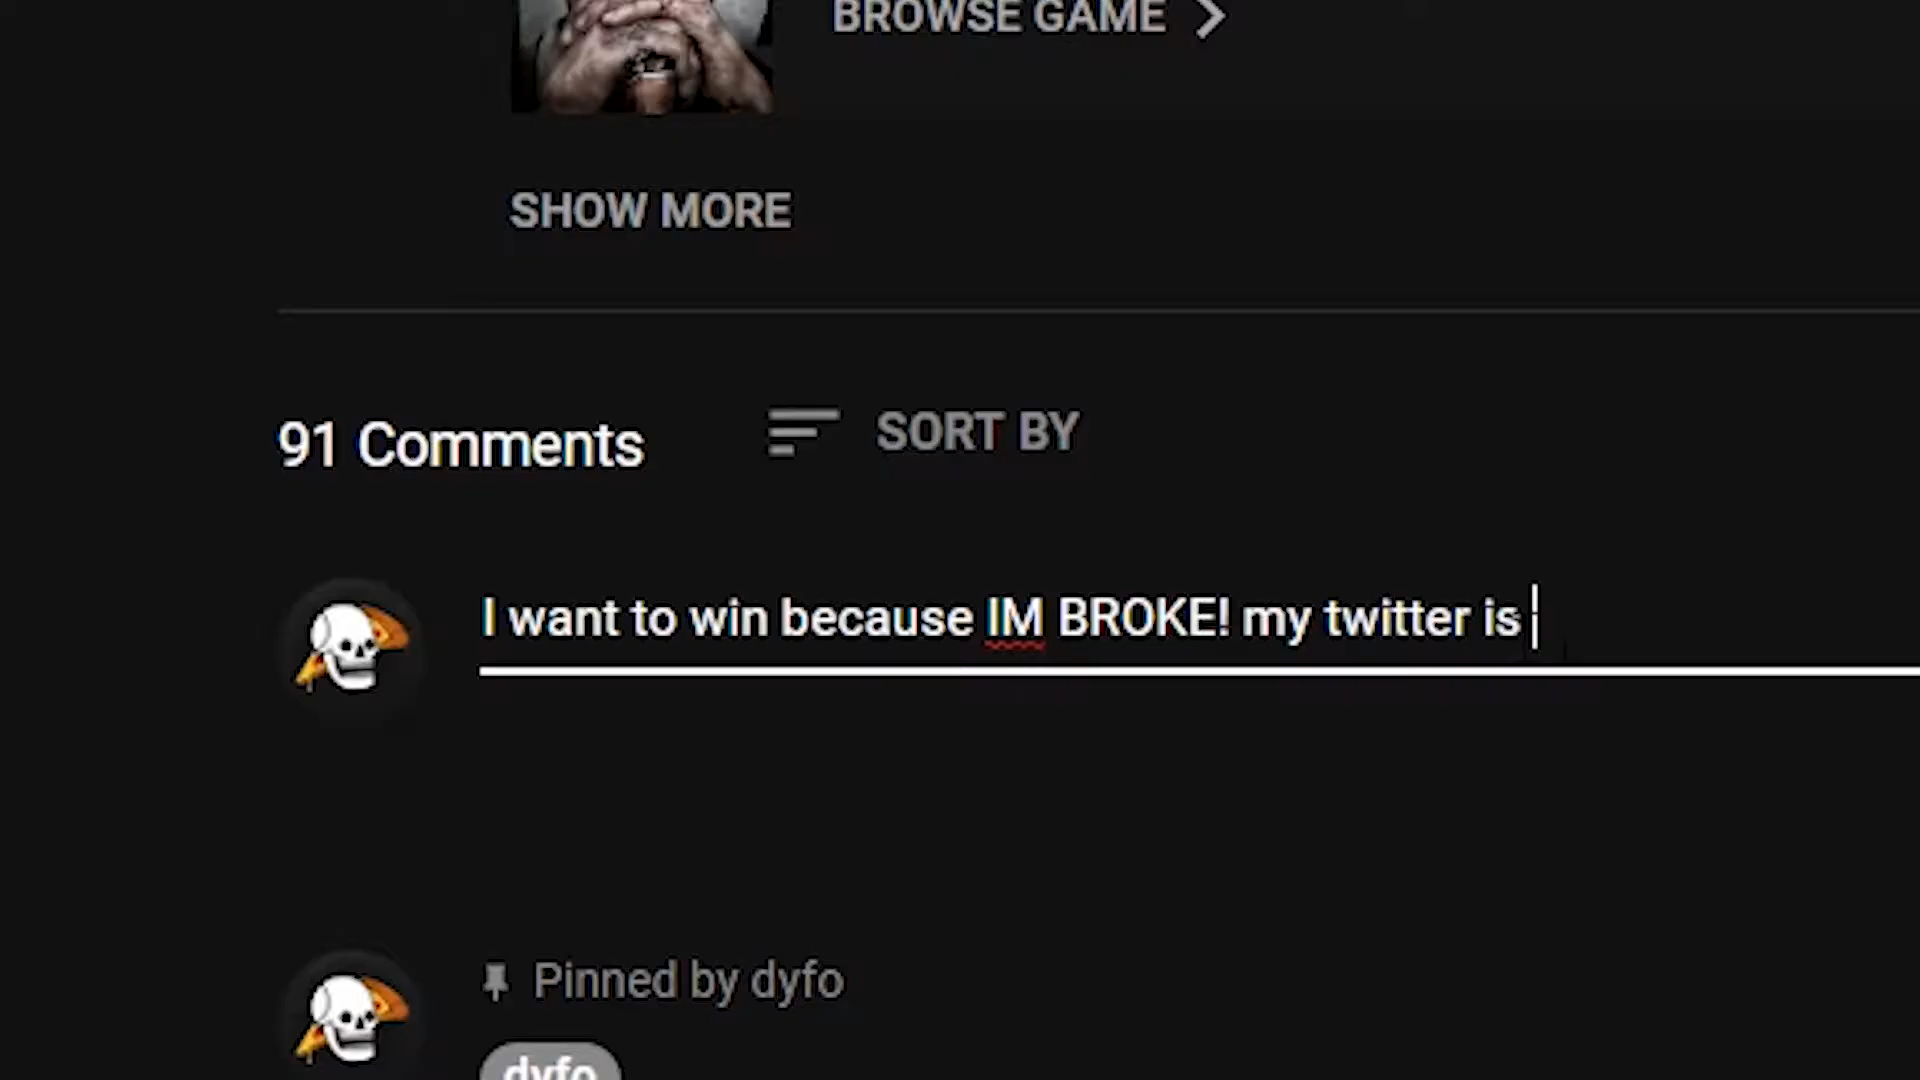 BROWSE GAME
SHOW MORE
91 Comments
SORT BY
I want to win because IM BROKE! my twitter is
Pinned by dyfo
dyfo